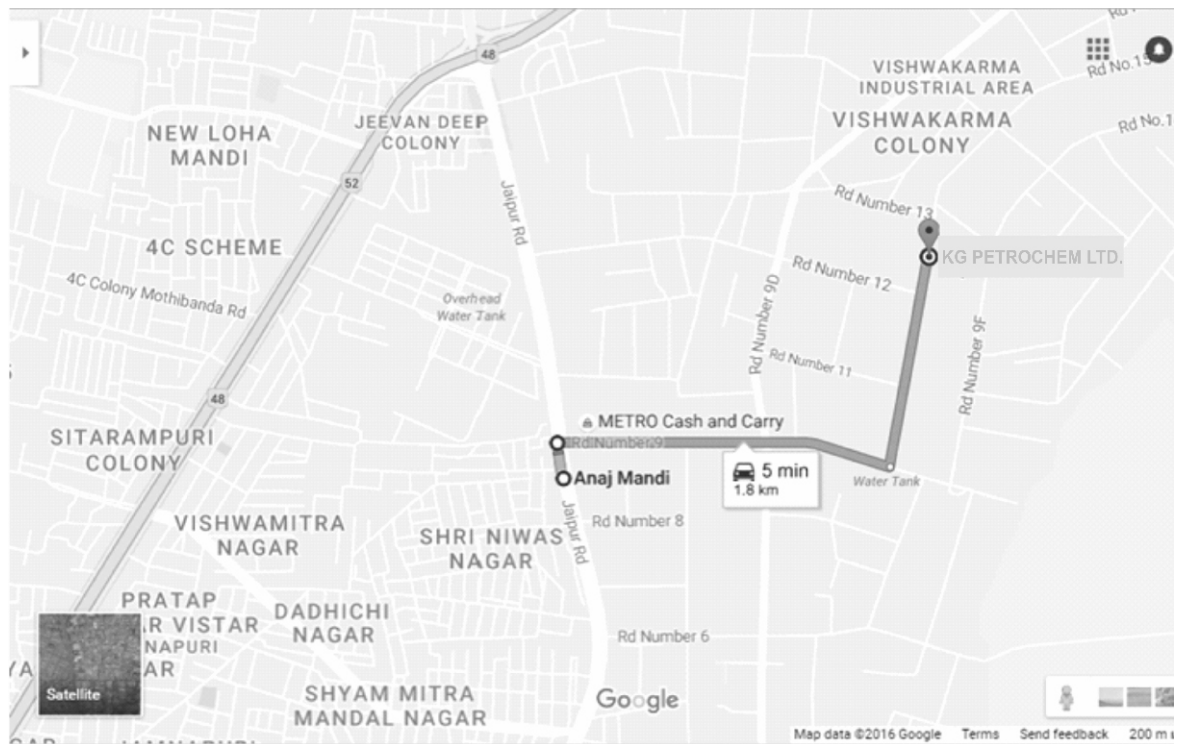 48
Rd No.15
VISHWAKARMA
INDUSTRIAL AREA
VISHWAKARMA
COLONY
Rd No.1
JEEVAN DEEP
COLONY
NEW LOHA
MANDI
52
Jaipur Rd
Rd Number 13
4C SCHEME
KG PETROCHEM LTD.
Rd Number 12
4C Colony Mothibanda Rd
Overhead
Water Tank
Rd Number 9D
Rd Number 9F
Rd Number 11
48
METRO Cash and Carry
SITARAMPURI
COLONY
Rd Number 9
5 min
1.8 km
Anaj Mandi
Water Tank
Jaipur Rd
Rd Number 8
VISHWAMITRA
NAGAR
SHRI NIWAS
NAGAR
PRATAP
AR VISTAR
NAPURI
AR
YA
DADHICHI
NAGAR
Rd Number 6
Satellite
SHYAM MITRA
MANDAL NAGAR
Google
Map data ©2016 Google
Terms
Send feedback
200 m